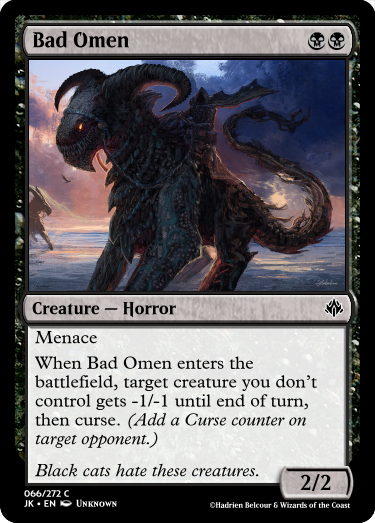 Bad Omen
Creature — Horror
Menace
When Bad Omen enters the
battlefield, target creature you don't
control gets -1/-1 until end of turn,
then curse. (Add a Curse counter on
target opponent.)
Black cats hate these creatures.
2/2
066/272 C
JK • EN Unknown
©Hadrien Belcour & Wizards of the Coast